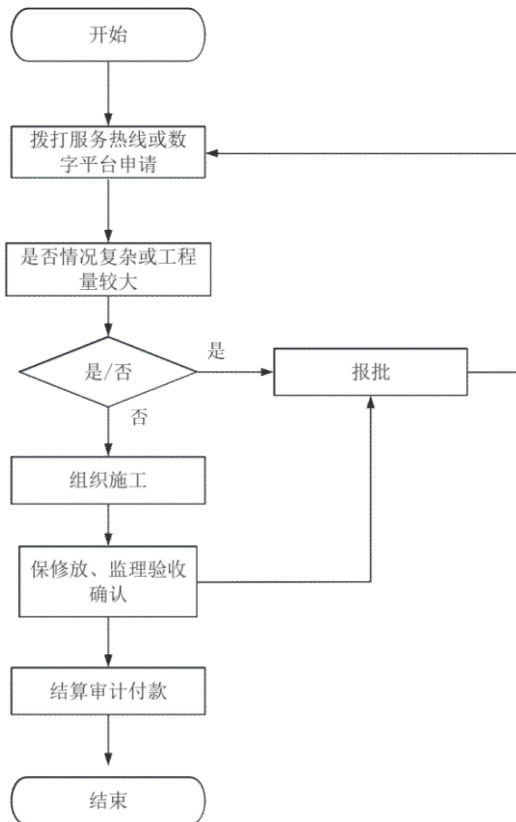 开始
拨打服务热线或数
字平台申请
是否情况复杂或工程
量较大
是/否
是
报批
否
组织施工
保修放、监理验收
确认
结算审计付款
结束